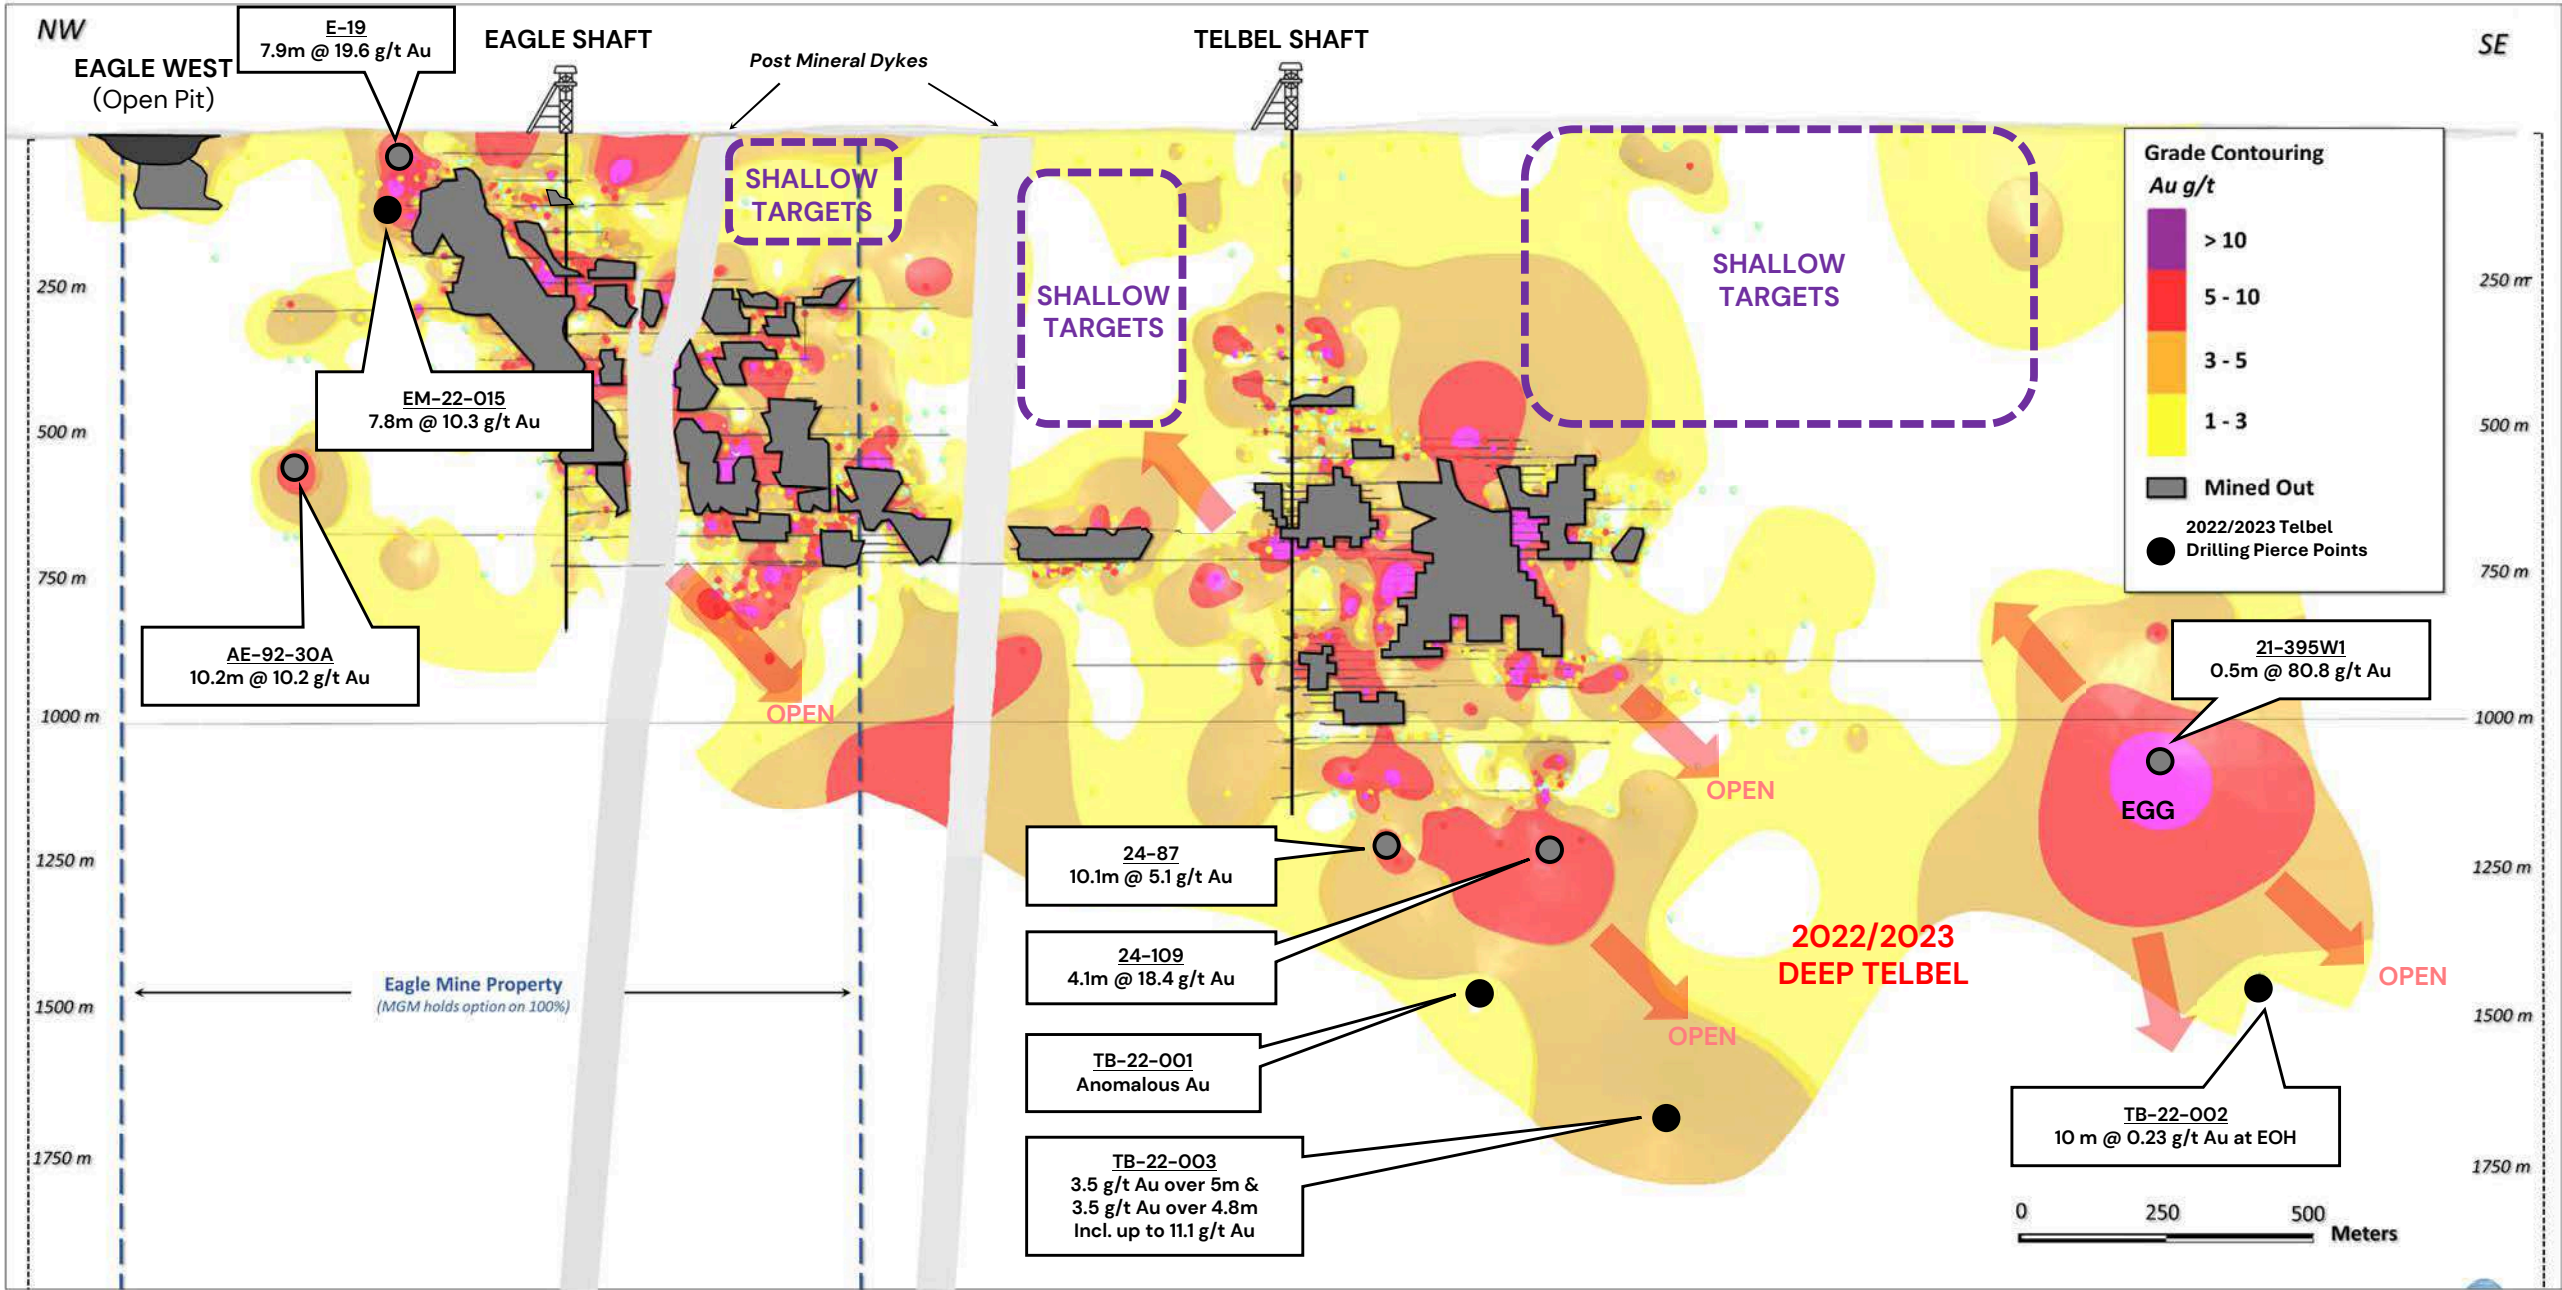 NW
E-19
7.9m @ 19.6 g/t Au
EAGLE WEST
(Open Pit)
EAGLE SHAFT
Post Mineral Dykes
TELBEL SHAFT
SE
SHALLOW
TARGETS
SHALLOW
TARGETS
SHALLOW
TARGETS
Grade Contouring
Au g/t
> 10
5 - 10
3 - 5
1 - 3
Mined Out
2022/2023 Telbel
Drilling Pierce Points
250 m
500 m
750 m
1000 m
1250 m
1500 m
1750 m
250 m
500 m
750 m
1000 m
1250 m
1500 m
1750 m
EM-22-015
7.8m @ 10.3 g/t Au
AE-92-30A
10.2m @ 10.2 g/t Au
OPEN
OPEN
21-395W1
0.5m @ 80.8 g/t Au
EGG
24-87
10.1m @ 5.1 g/t Au
24-109
4.1m @ 18.4 g/t Au
2022/2023
DEEP TELBEL
OPEN
OPEN
Eagle Mine Property
(MGM holds option on 100%)
TB-22-001
Anomalous Au
TB-22-003
3.5 g/t Au over 5m &
3.5 g/t Au over 4.8m
Incl. up to 11.1 g/t Au
TB-22-002
10 m @ 0.23 g/t Au at EOH
0 250 500
Meters